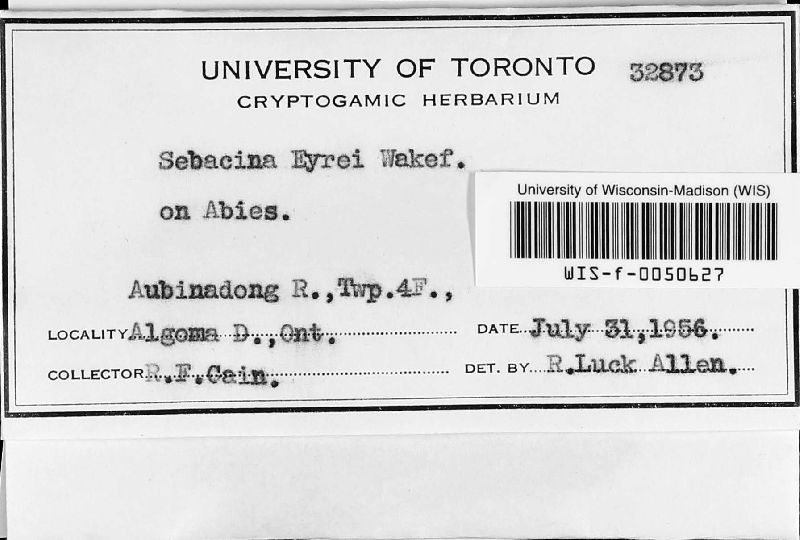 UNIVERSITY OF TORONTO 32873
CRYPTOGAMIC HERBARIUM
Sebacina Eyrei Wakef.
on Abies.
University of Wisconsin-Madison (WIS)
WIS-f-0050627
Aubinadong R.,Twp.4F.,
LOCALITY Algoma D.,Ont. DATE July 31,1956.
COLLECTOR R.F.Cain. DET. BY R.Luck Allen.